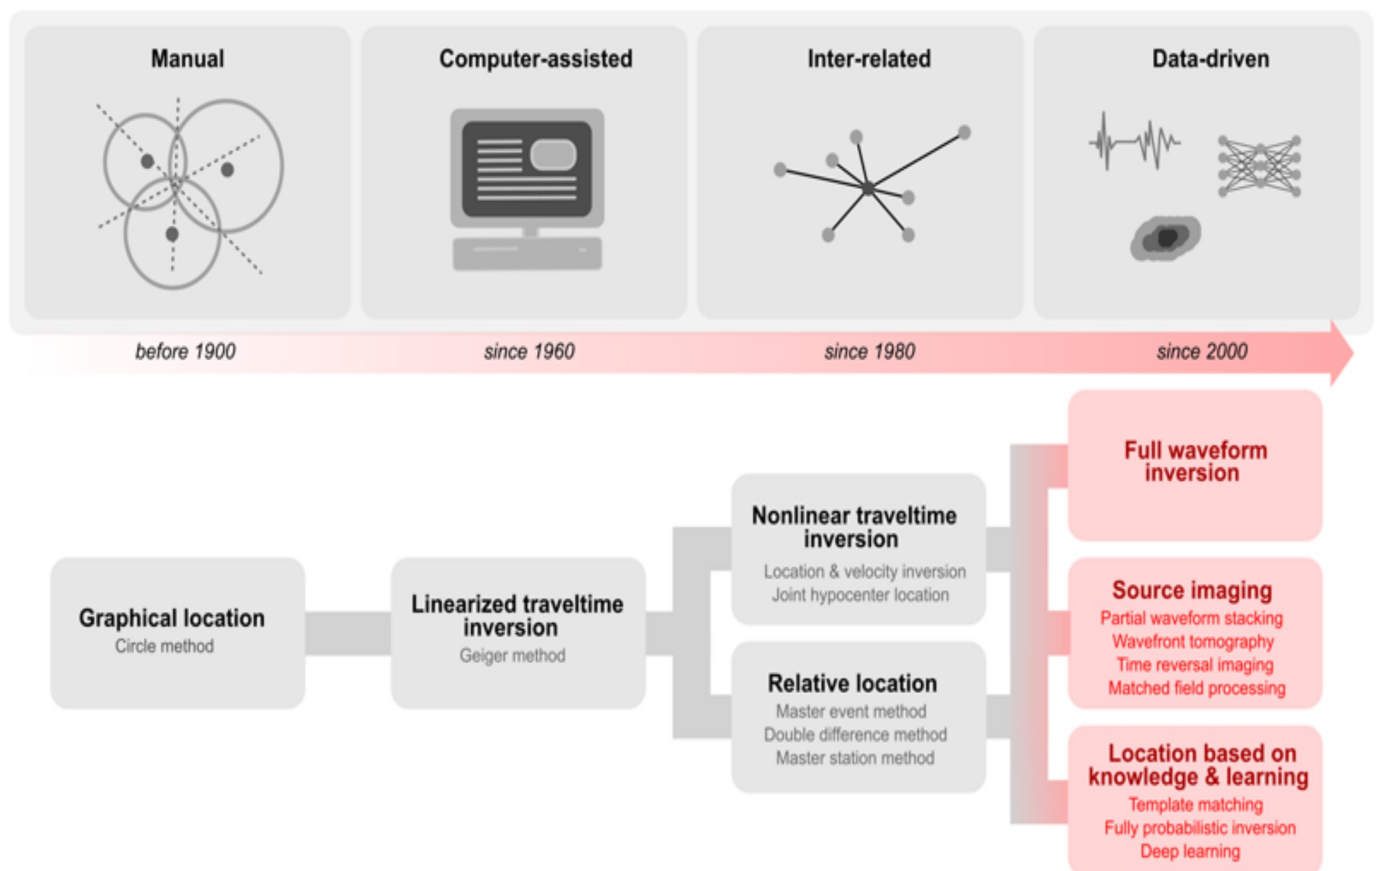 Manual
Computer-assisted
Inter-related
Data-driven
before 1900
since 1960
since 1980
since 2000
Graphical location
Circle method
Linearized traveltime
inversion
Geiger method
Nonlinear traveltime
inversion
Location & velocity inversion
Joint hypocenter location
Relative location
Master event method
Double difference method
Master station method
Full waveform
inversion
Source imaging
Partial waveform stacking
Wavefront tomography
Time reversal imaging
Matched field processing
Location based on
knowledge & learning
Template matching
Fully probabilistic inversion
Deep learning